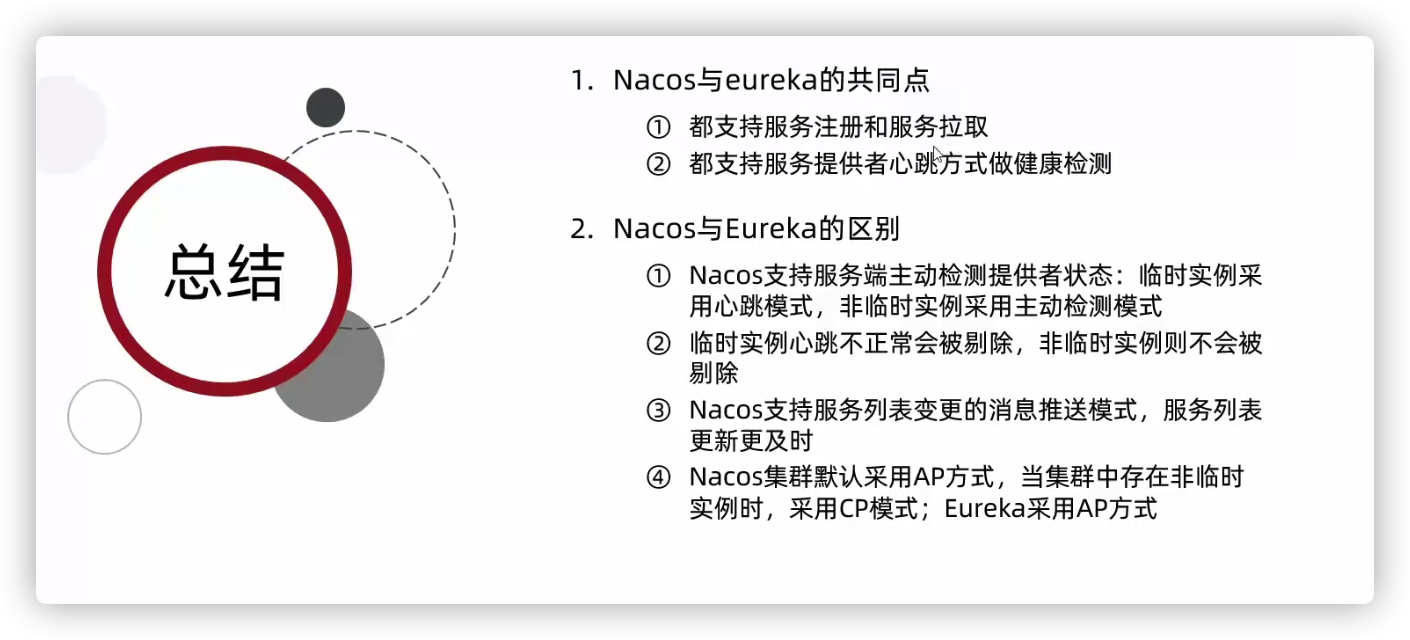 总结
1. Nacos与eureka的共同点
① 都支持服务注册和服务拉取
② 都支持服务提供者心跳方式做健康检测
2. Nacos与Eureka的区别
① Nacos支持服务端主动检测提供者状态：临时实例采
用心跳模式，非临时实例采用主动检测模式
② 临时实例心跳不正常会被剔除，非临时实例则不会被
剔除
③ Nacos支持服务列表变更的消息推送模式，服务列表
更新更及时
④ Nacos集群默认采用AP方式，当集群中存在非临时
实例时，采用CP模式；Eureka采用AP方式